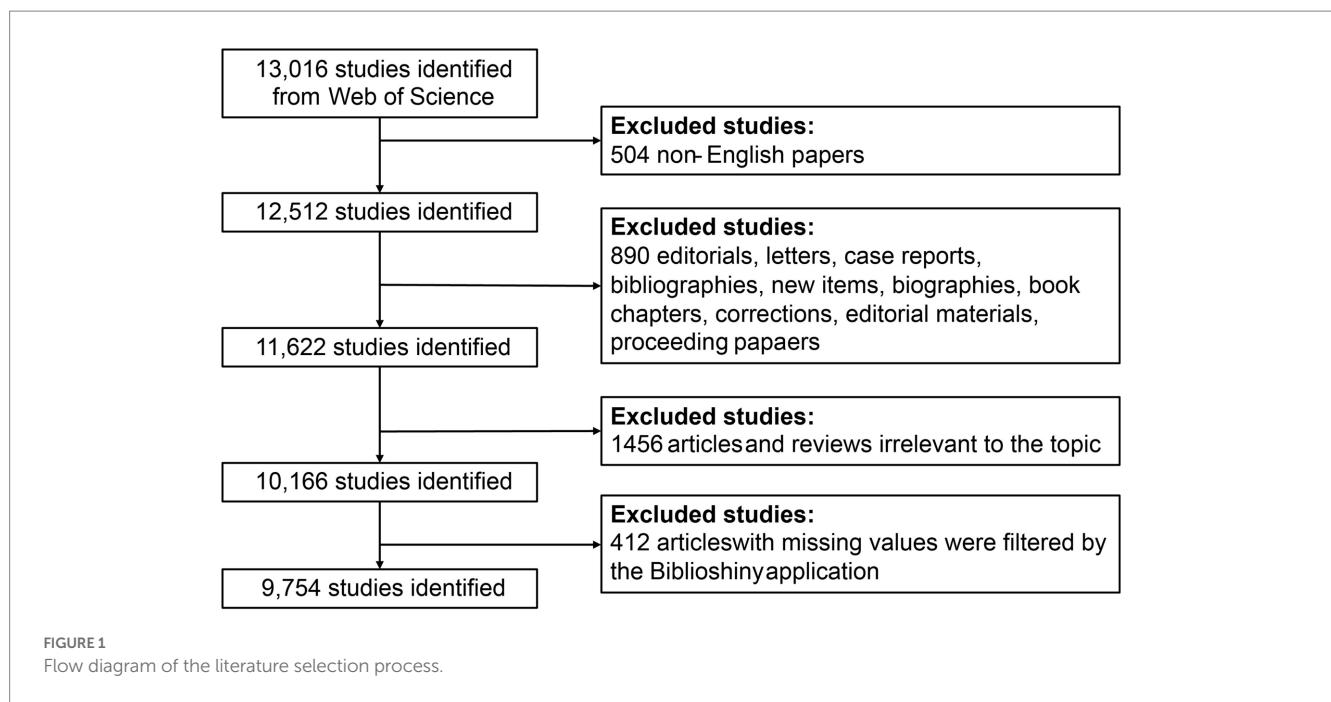 13,016 studies identified
from Web of Science
Excluded studies:
504 non-English papers
12,512 studies identified
Excluded studies:
890 editorials, letters, case reports,
bibliographies, new items, biographies, book
chapters, corrections, editorial materials,
proceeding papaers
11,622 studies identified
Excluded studies:
1456 articles and reviews irrelevant to the topic
10,166 studies identified
Excluded studies:
412 articleswith missing values were filtered by
the Biblioshinyapplication
9,754 studies identified
FIGURE 1
Flow diagram of the literature selection process.